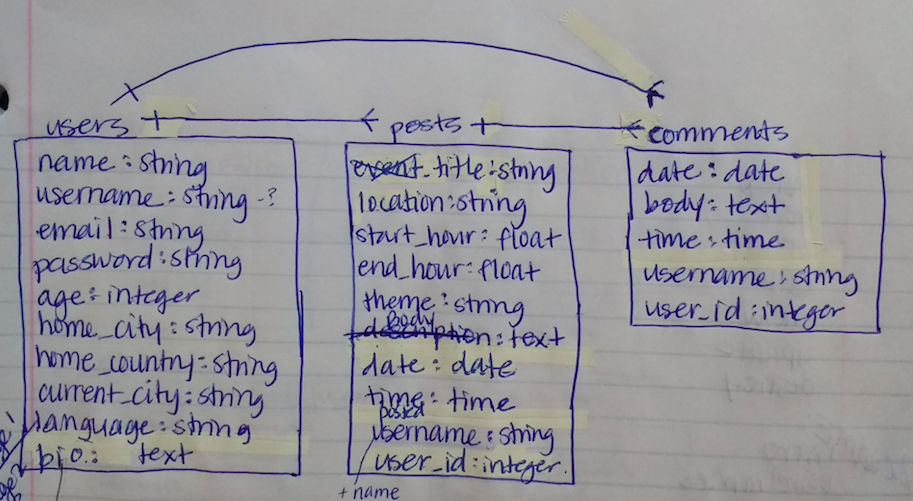 users
name : string
username : string - ?
email : string
password : string
age : integer
home_city : string
home_country : string
current_city : string
language : string
bio : text
posts
event_title : string
location : string
start_hour : float
end_hour : float
theme : string
Body
description : text
date : date
time : time
posted
username : string
user_id : integer.
+ name
comments
date : date
body : text
time : time
username : string
user_id : integer